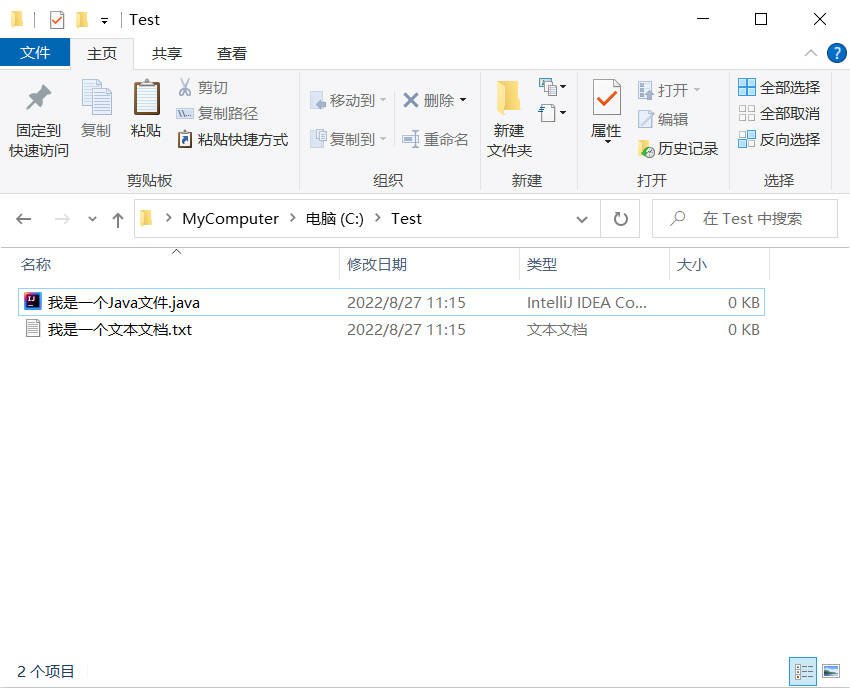 Test
文件 主页 共享 查看
固定到
快速访问
复制
粘贴
剪切
复制路径
粘贴快捷方式
剪贴板
移动到
复制到
删除
重命名
组织
新建
文件夹
新建
属性
打开
编辑
历史记录
打开
全部选择
全部取消
反向选择
选择
MyComputer 电脑 (C:) Test
在 Test 中搜索
名称 修改日期 类型 大小
我是一个Java文件.java 2022/8/27 11:15 IntelliJ IDEA Co... 0 KB
我是一个文本文档.txt 2022/8/27 11:15 文本文档 0 KB
2 个项目